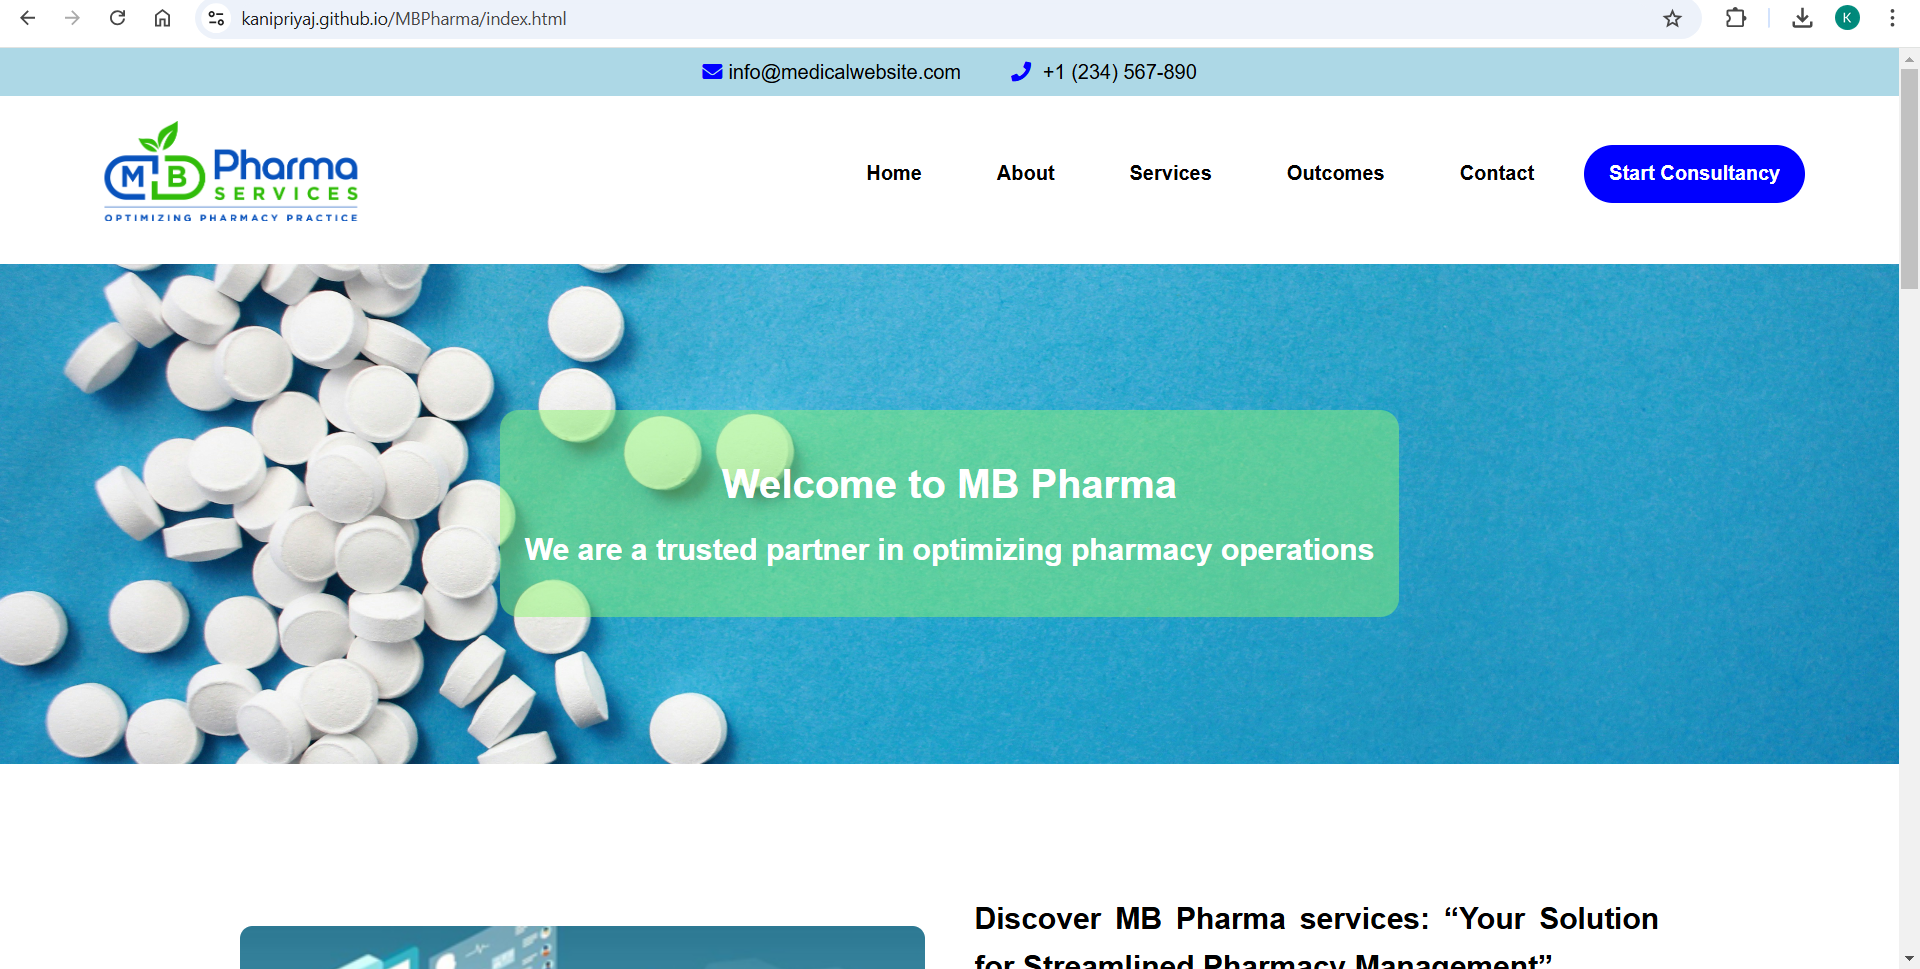 kanipriyaj.github.io/MBPharma/index.html
K
info@medicalwebsite.com +1 (234) 567-890
M B Pharma
SERVICES
OPTIMIZING PHARMACY PRACTICE
Home About Services Outcomes Contact Start Consultancy
Welcome to MB Pharma
We are a trusted partner in optimizing pharmacy operations
Discover MB Pharma services: “Your Solution
for Streamlined Pharmacy Management”